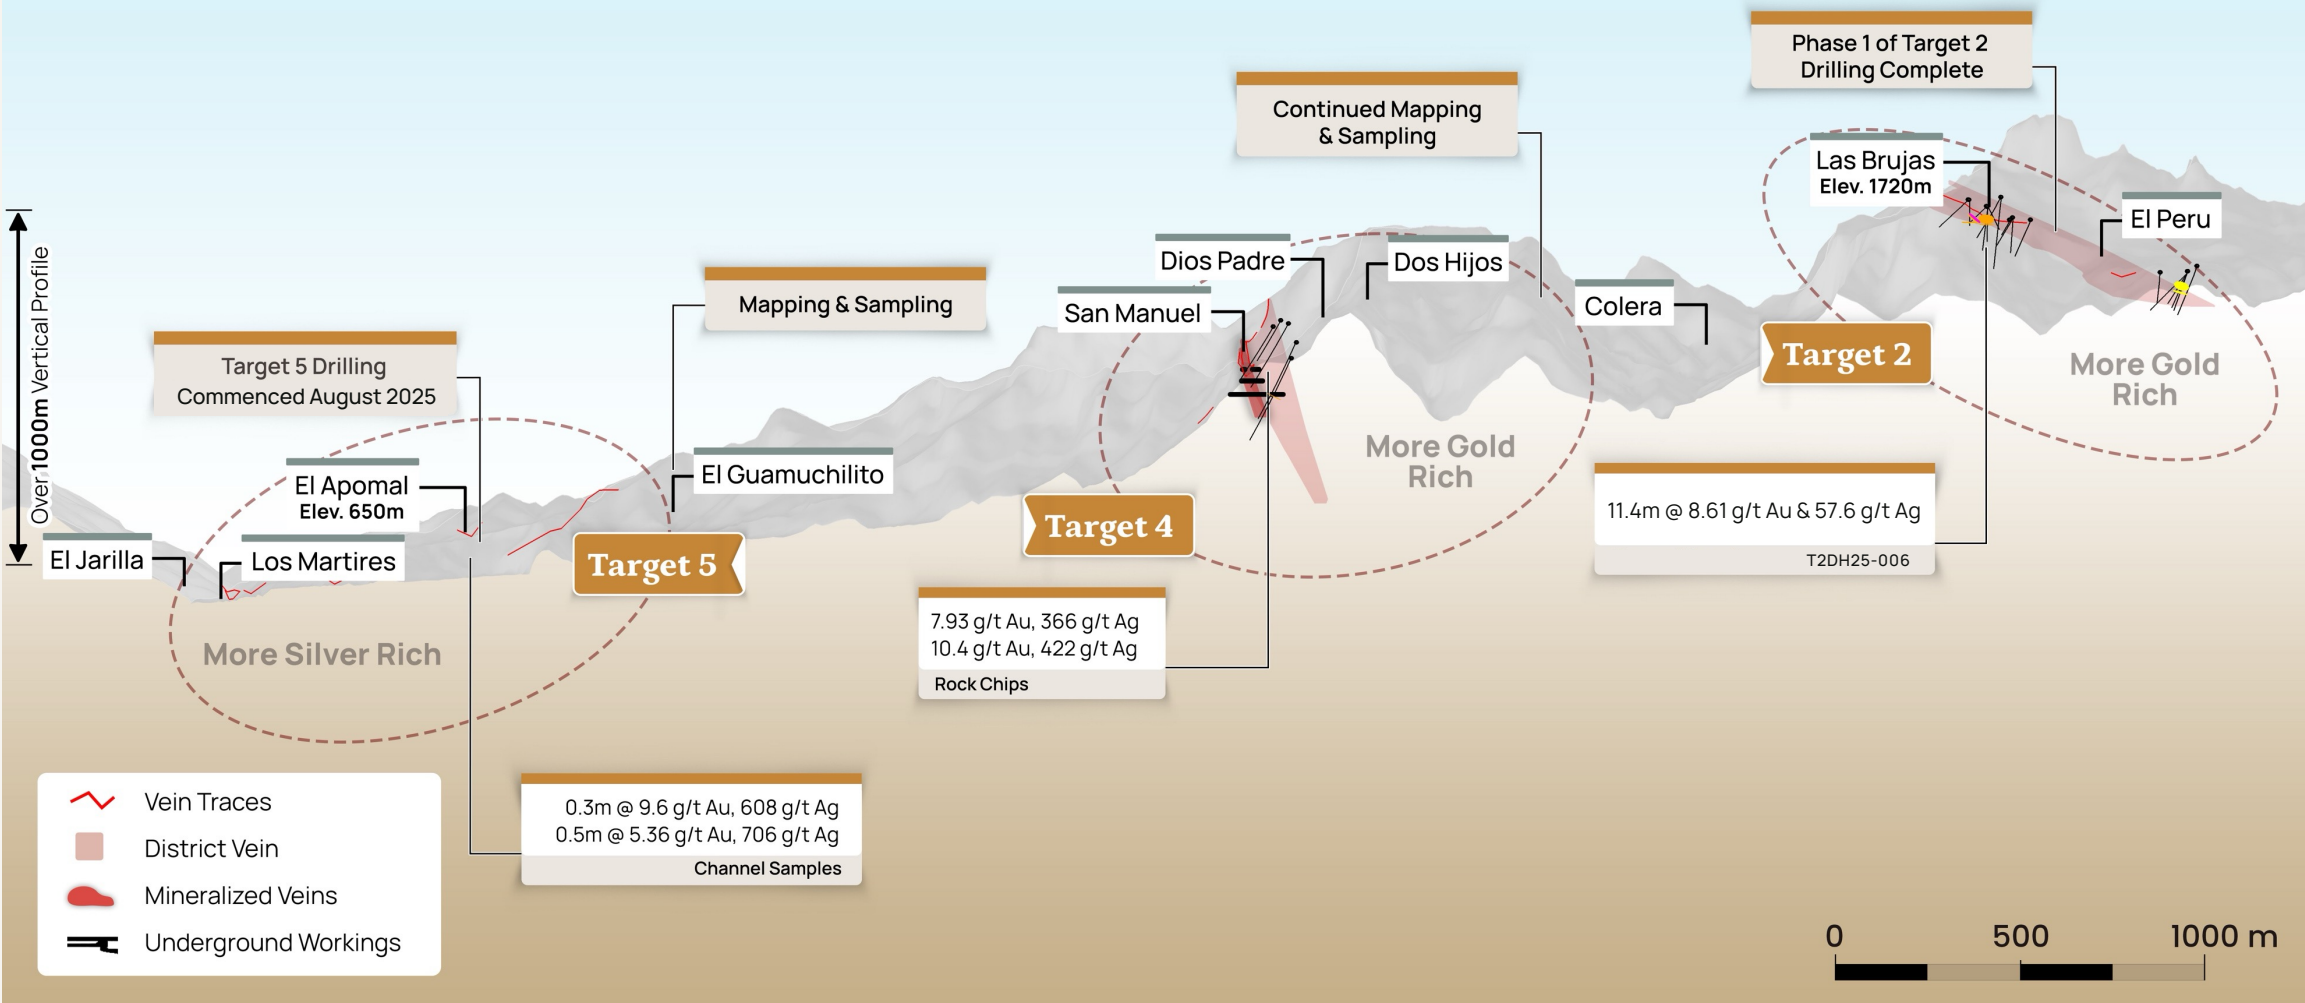 Phase 1 of Target 2
Drilling Complete
Continued Mapping
& Sampling
Las Brujas
Elev. 1720m
El Peru
Dios Padre
Dos Hijos
San Manuel
Colera
Mapping & Sampling
Target 5 Drilling
Commenced August 2025
Over 1000m Vertical Profile
Target 2
More Gold
Rich
More Gold
Rich
El Guamuchilito
El Apomal
Elev. 650m
Target 4
11.4m @ 8.61 g/t Au & 57.6 g/t Ag
T2DH25-006
El Jarilla
Los Martires
Target 5
More Silver Rich
7.93 g/t Au, 366 g/t Ag
10.4 g/t Au, 422 g/t Ag
Rock Chips
0.3m @ 9.6 g/t Au, 608 g/t Ag
0.5m @ 5.36 g/t Au, 706 g/t Ag
Channel Samples
Vein Traces
District Vein
Mineralized Veins
Underground Workings
0 500 1000 m